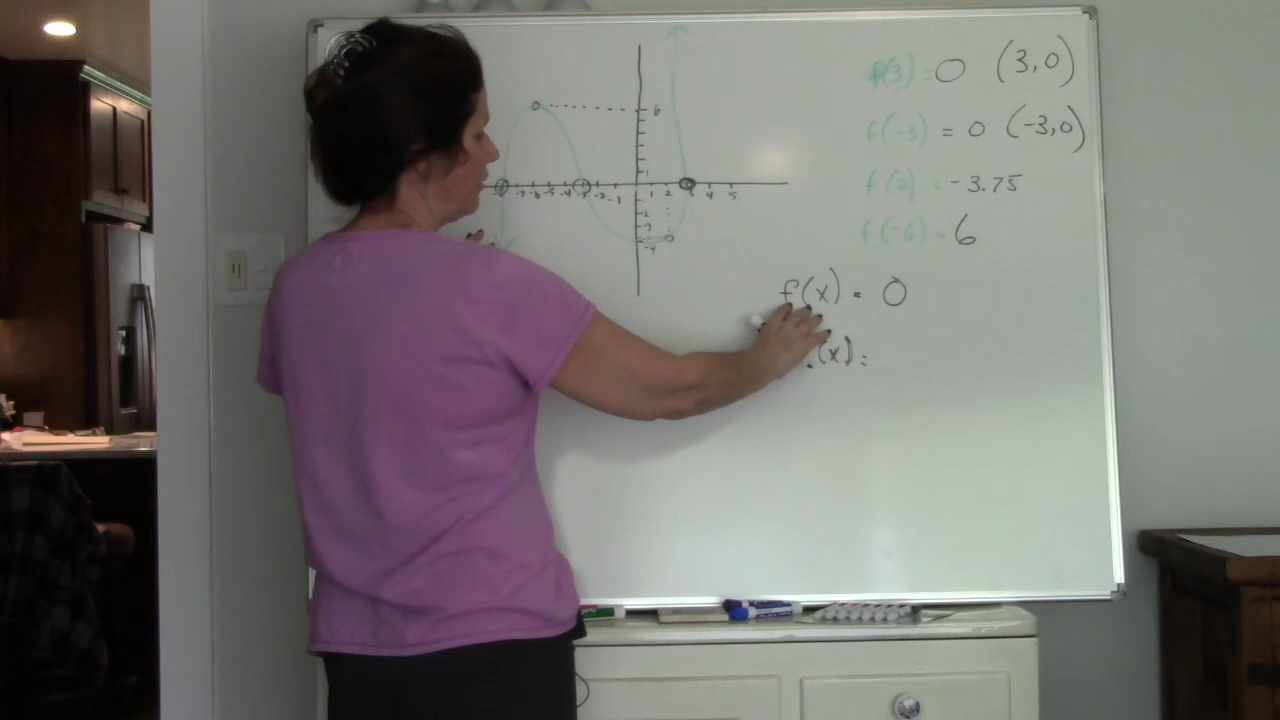 f(3) = 0 (3,0)
f(-3) = 0 (-3,0)
f(2) = -3.75
f(-6) = 6
6
1
-7 -6 -5 -4 -3 -2 -1 1 2 3 4 5
-2
-3
-4
f(x) = 0
(x) =